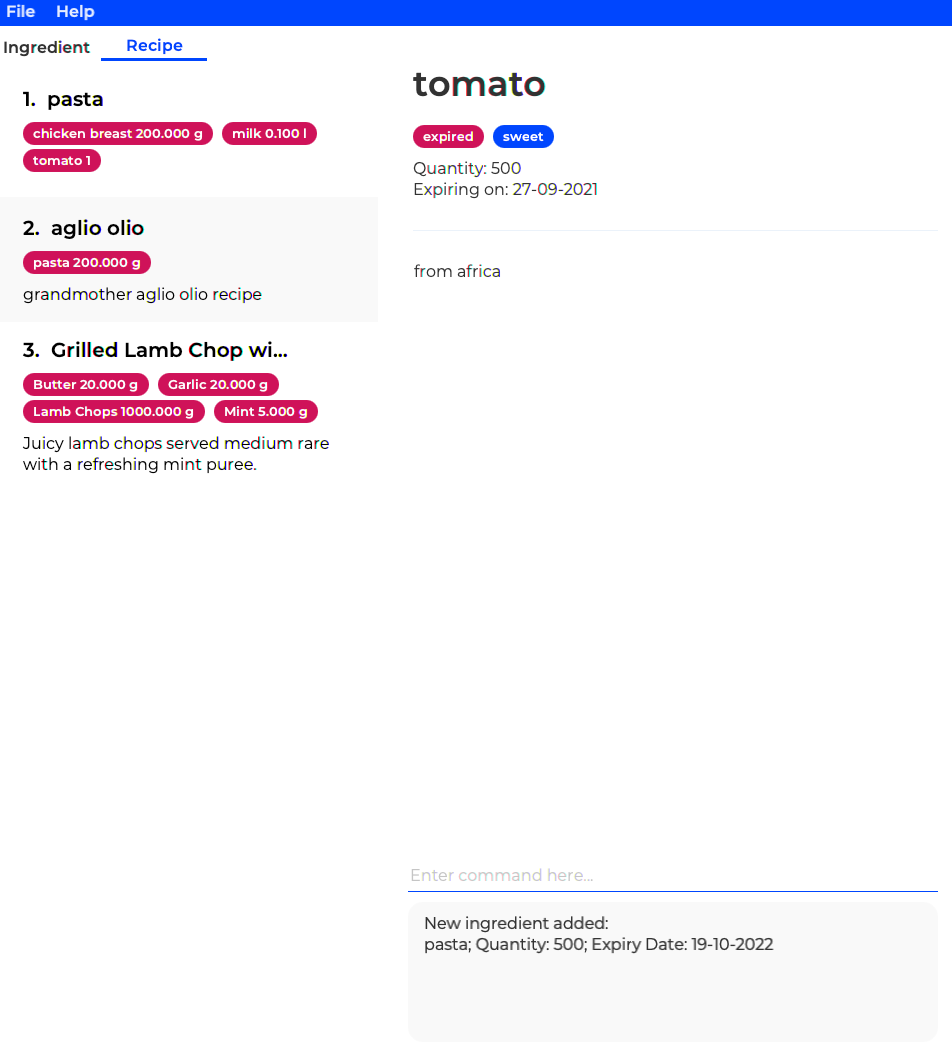 File Help
Ingredient Recipe
1. pasta
chicken breast 200.000 g milk 0.100 l
tomato 1
2. aglio olio
pasta 200.000 g
grandmother aglio olio recipe
3. Grilled Lamb Chop wi...
Butter 20.000 g Garlic 20.000 g
Lamb Chops 1000.000 g Mint 5.000 g
Juicy lamb chops served medium rare
with a refreshing mint puree.
tomato
expired sweet
Quantity: 500
Expiring on: 27-09-2021
from africa
Enter command here...
New ingredient added:
pasta; Quantity: 500; Expiry Date: 19-10-2022